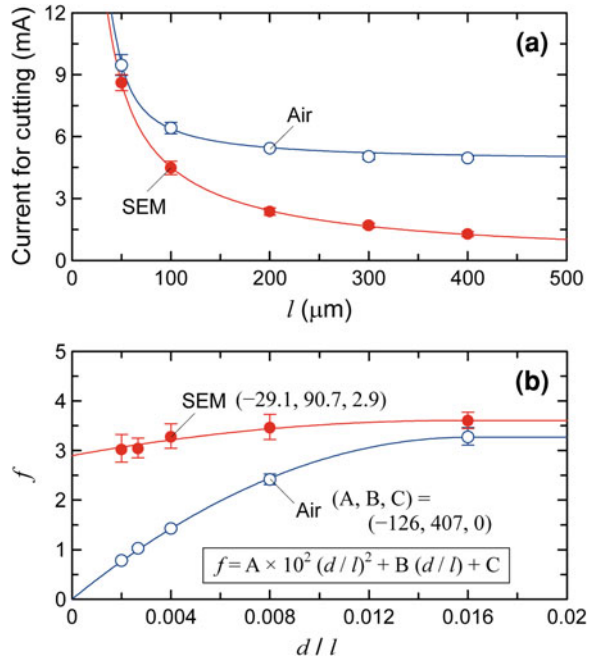 12
9
6
3
0
Current for cutting (mA)
(a)
Air
SEM
0 100 200 300 400 500
l (μm)
5
4
3
2
1
0
f
(b)
SEM (−29.1, 90.7, 2.9)
Air (A, B, C) =
(−126, 407, 0)
f = A × 10² (d / l)² + B (d / l) + C
0 0.004 0.008 0.012 0.016 0.02
d / l